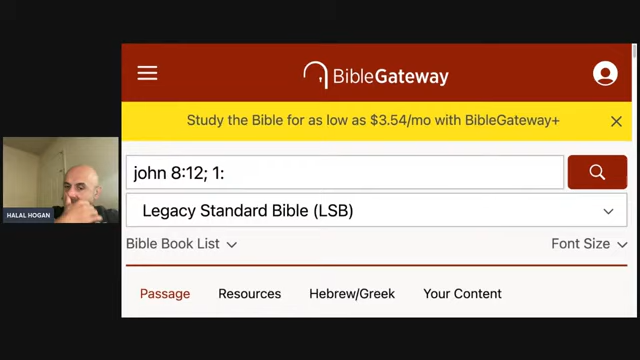 BibleGateway
Study the Bible for as low as $3.54/mo with BibleGateway+
john 8:12; 1:
Legacy Standard Bible (LSB)
Bible Book List
Font Size
Passage Resources Hebrew/Greek Your Content
HALAL HOGAN